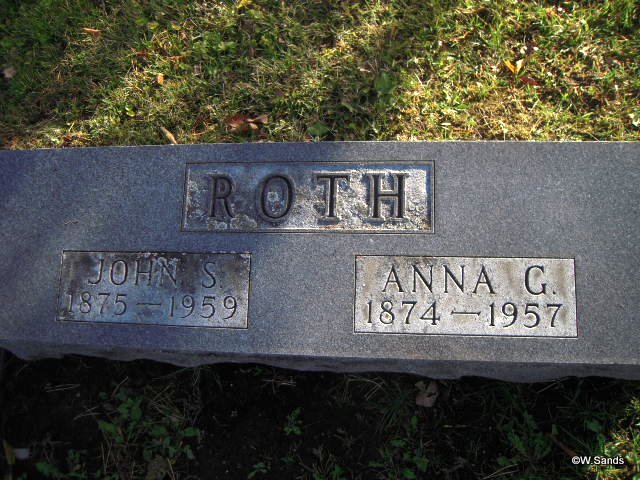 ROTH
JOHN S.
1875 — 1959
ANNA G.
1874 — 1957
©W.Sands